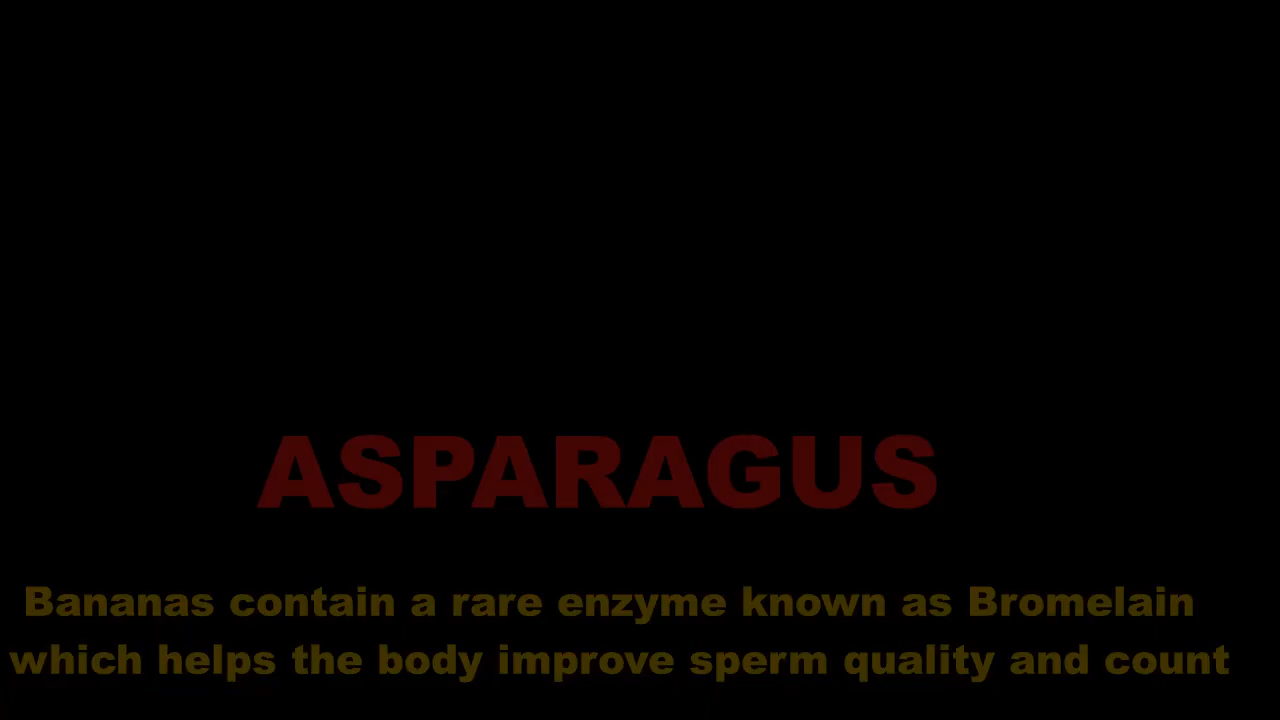 ASPARAGUS
Bananas contain a rare enzyme known as Bromelain
which helps the body improve sperm quality and count